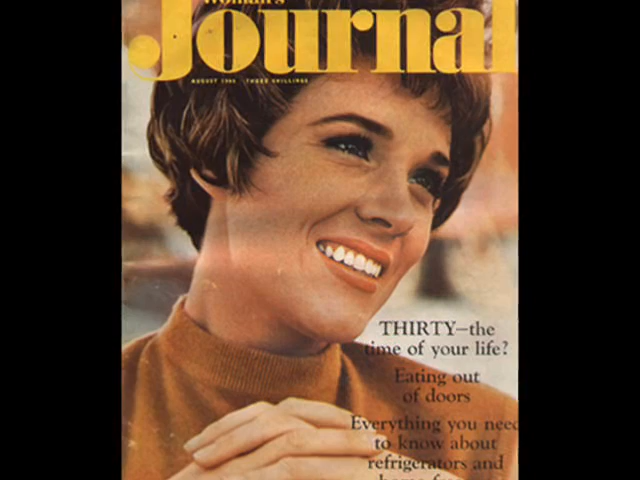 Woman's
Journal
AUGUST THREE SHILLINGS
THIRTY—the
time of your life?
Eating out
of doors
Everything you need
to know about
refrigerators and